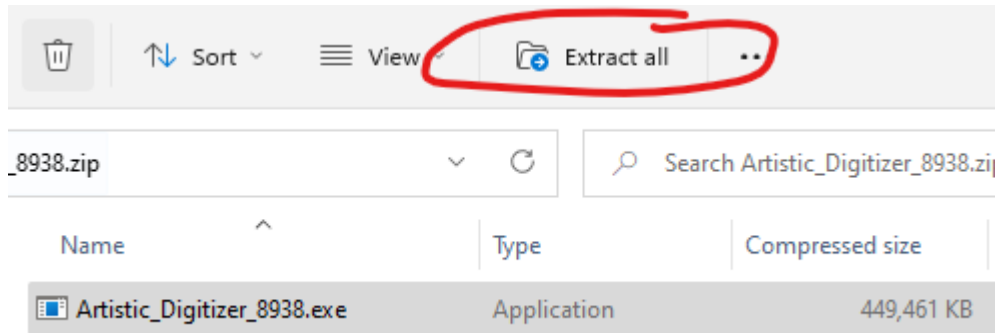 Sort View Extract all
_8938.zip Search Artistic_Digitizer_8938.zip
Name Type Compressed size
Artistic_Digitizer_8938.exe Application 449,461 KB